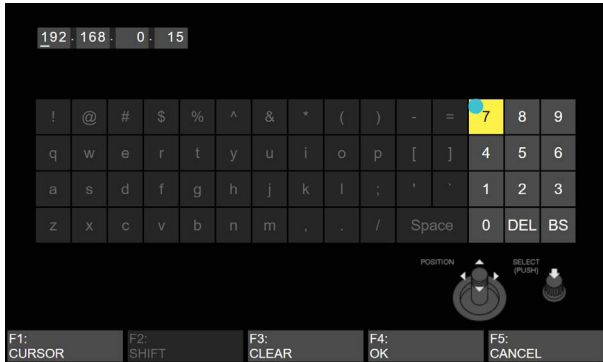 192 . 168 . 0 . 15
! @ # $ % ^ & * ( ) - = 7 8 9
q w e r t y u i o p [ ] 4 5 6
a s d f g h j k l ; ' ` 1 2 3
z x c v b n m , . / Space 0 DEL BS
POSITION SELECT
(PUSH)
F1: F2: F3: F4: F5:
CURSOR SHIFT CLEAR OK CANCEL